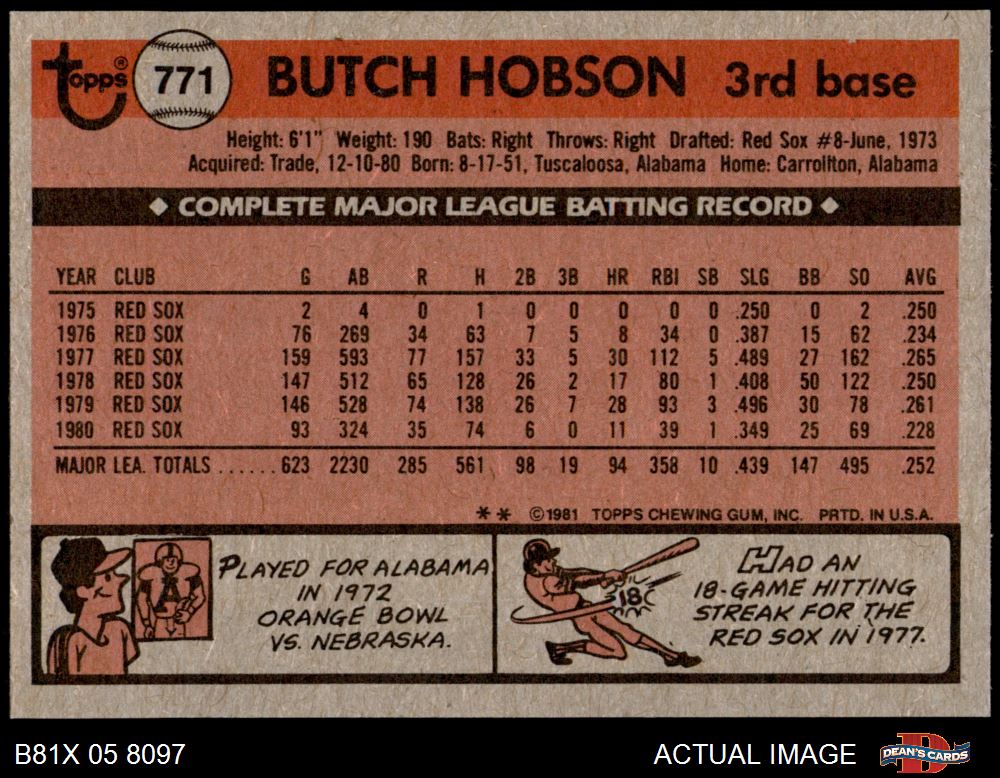 Topps® 771 BUTCH HOBSON 3rd base
Height: 6'1" Weight: 190 Bats: Right Throws: Right Drafted: Red Sox #8-June, 1973
Acquired: Trade, 12-10-80 Born: 8-17-51, Tuscaloosa, Alabama Home: Carrollton, Alabama
◆ COMPLETE MAJOR LEAGUE BATTING RECORD ◆
YEAR CLUB G AB R H 2B 3B HR RBI SB SLG BB SO AVG
1975 RED SOX 2 4 0 1 0 0 0 0 0 .250 0 2 .250
1976 RED SOX 76 269 34 63 7 5 8 34 0 .387 15 62 .234
1977 RED SOX 159 593 77 157 33 5 30 112 5 .489 27 162 .265
1978 RED SOX 147 512 65 128 26 2 17 80 1 .408 50 122 .250
1979 RED SOX 146 528 74 138 26 7 28 93 3 .496 30 78 .261
1980 RED SOX 93 324 35 74 6 0 11 39 1 .349 25 69 .228
MAJOR LEA. TOTALS ......623 2230 285 561 98 19 94 358 10 .439 147 495 .252
** ©1981 TOPPS CHEWING GUM, INC. PRTD. IN U.S.A.
A
PLAYED FOR ALABAMA
IN 1972
ORANGE BOWL
VS. NEBRASKA.
18
HAD AN
18-GAME HITTING
STREAK FOR THE
RED SOX IN 1977.
B81X 05 8097 ACTUAL IMAGE DEAN'S CARDS